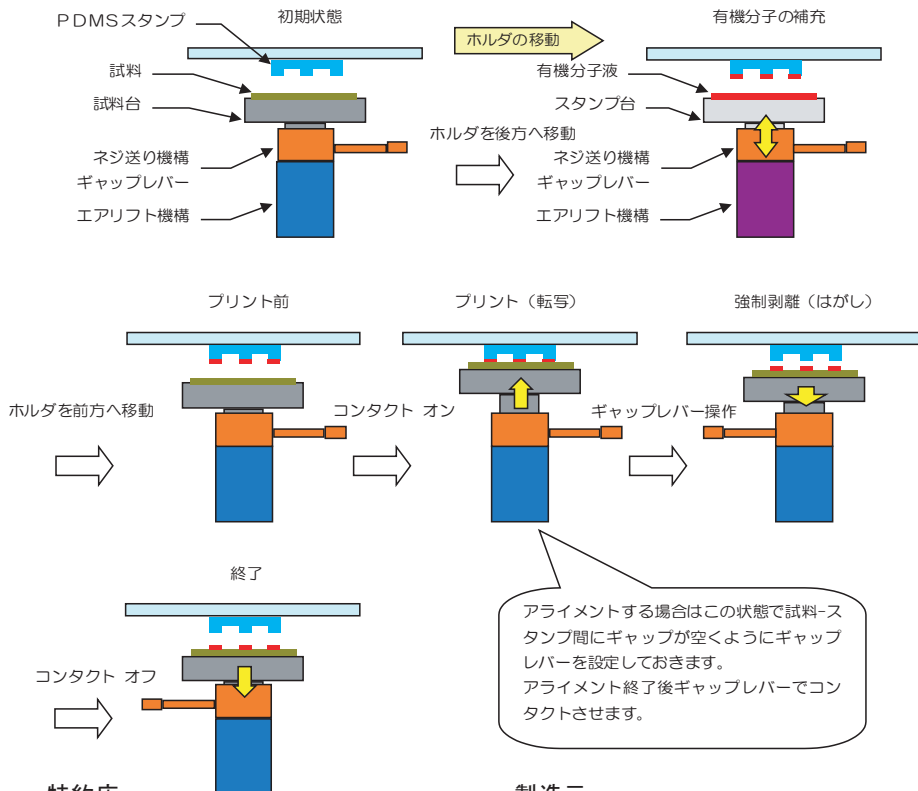 初期状態
PDMSスタンプ
試料
試料台
ネジ送り機構
ギャップレバー
エアリフト機構
ホルダの移動
ホルダを後方へ移動
有機分子の補充
有機分子液
スタンプ台
ネジ送り機構
ギャップレバー
エアリフト機構
ホルダを前方へ移動
プリント前
コンタクト オン
プリント（転写）
ギャップレバー操作
強制剥離（はがし）
アライメントする場合はこの状態で試料-ス
タンプ間にギャップが空くようにギャップ
レバーを設定しておきます。
アライメント終了後ギャップレバーでコン
タクトさせます。
コンタクト オフ
終了